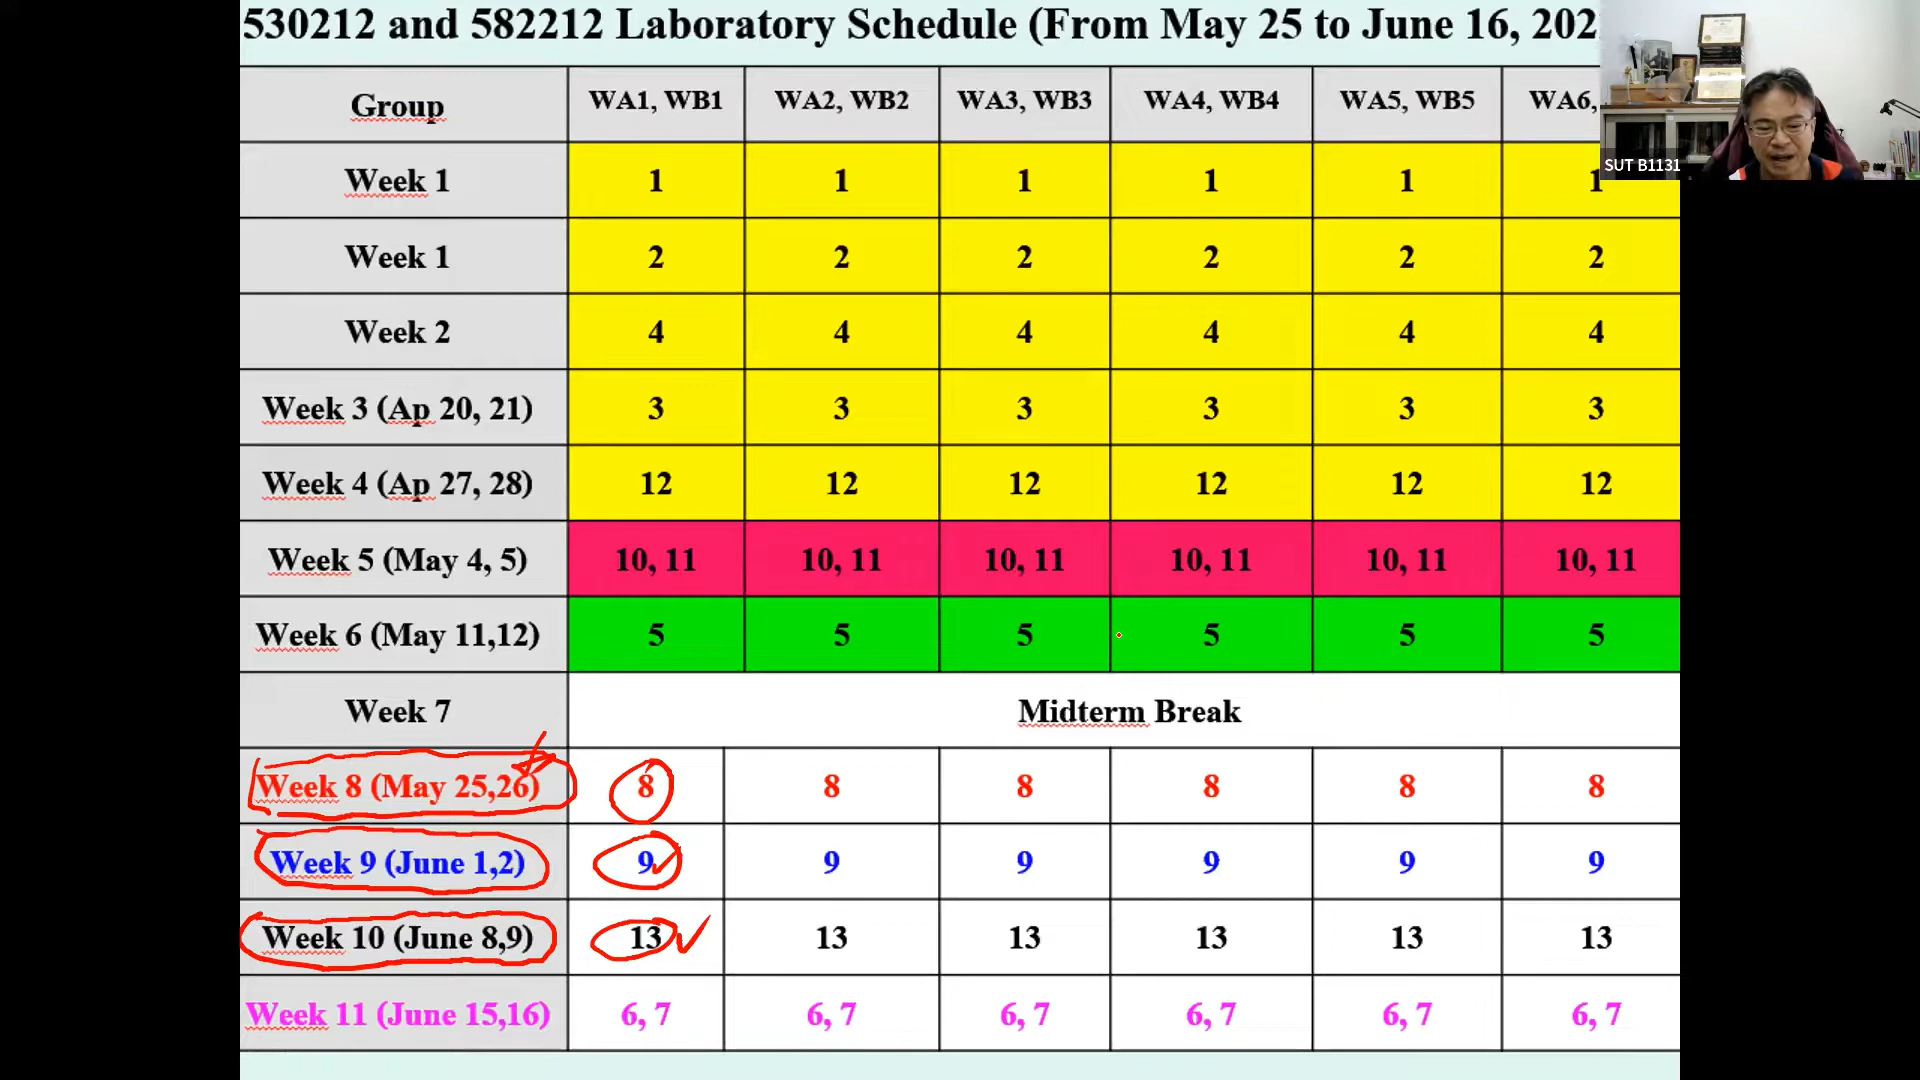 530212 and 582212 Laboratory Schedule (From May 25 to June 16, 202
SUT B1131
Group WA1, WB1 WA2, WB2 WA3, WB3 WA4, WB4 WA5, WB5 WA6,
Week 1 1 1 1 1 1 1
Week 1 2 2 2 2 2 2
Week 2 4 4 4 4 4 4
Week 3 (Ap 20, 21) 3 3 3 3 3 3
Week 4 (Ap 27, 28) 12 12 12 12 12 12
Week 5 (May 4, 5) 10, 11 10, 11 10, 11 10, 11 10, 11 10, 11
Week 6 (May 11,12) 5 5 5 5 5 5
Week 7 Midterm Break
Week 8 (May 25,26) 8 8 8 8 8 8
Week 9 (June 1,2) 9 9 9 9 9 9
Week 10 (June 8,9) 13 13 13 13 13 13
Week 11 (June 15,16) 6, 7 6, 7 6, 7 6, 7 6, 7 6, 7